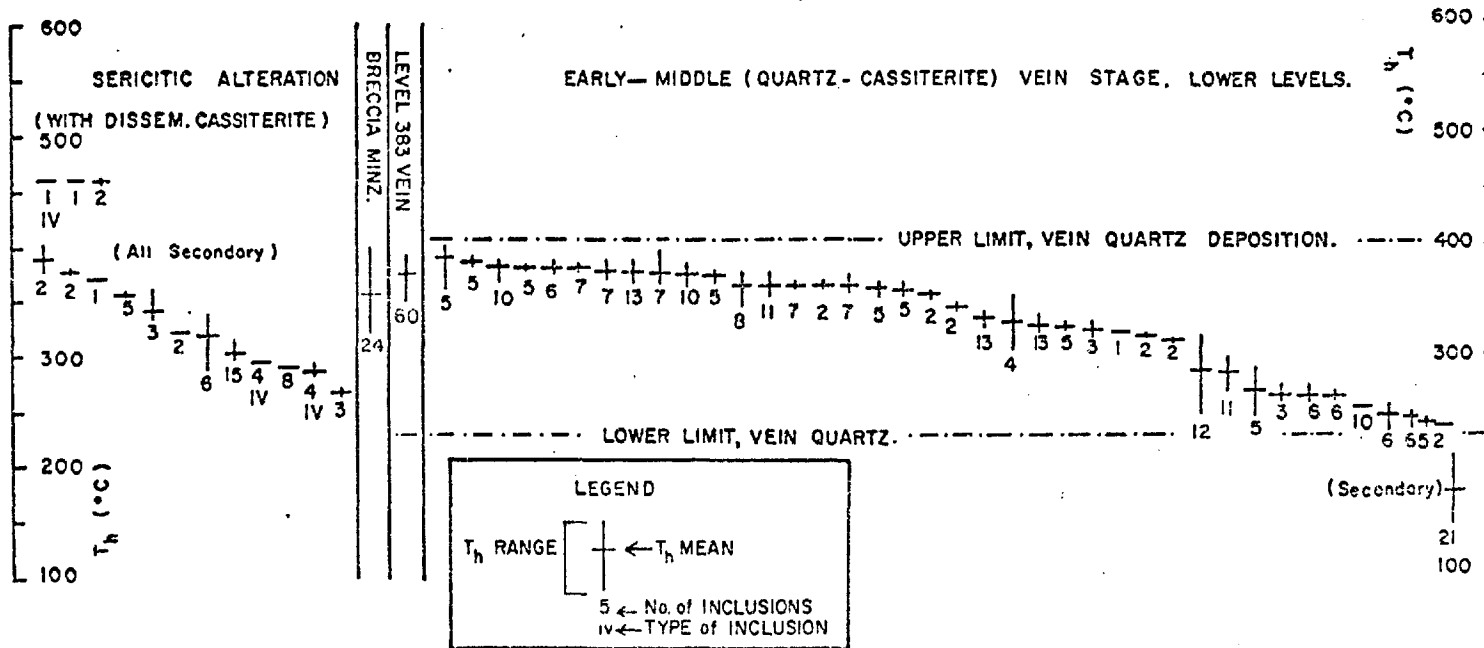 600
SERICITIC ALTERATION
(WITH DISSEM. CASSITERITE)
500
1 1 2
IV
(All Secondary)
2 2 1 5 3 2 6 15 4 8 4 3
IV IV
300
200
Th (°C)
100
BRECCIA MINZ.
24
LEVEL 383 VEIN
60
EARLY—MIDDLE (QUARTZ-CASSITERITE) VEIN STAGE, LOWER LEVELS.
600
Th (°C)
500
UPPER LIMIT, VEIN QUARTZ DEPOSITION.
400
5 5 10 5 6 7 7 13 7 10 5 8 11 7 2 7 5 5 2 2 13 4 13 5 3 1 2 2 12 11 5 3 6 6 10 6 5 5 2
300
LOWER LIMIT, VEIN QUARTZ.
(Secondary)
21
100
LEGEND
Th RANGE
Th MEAN
5 ← No. of INCLUSIONS
IV ← TYPE of INCLUSION